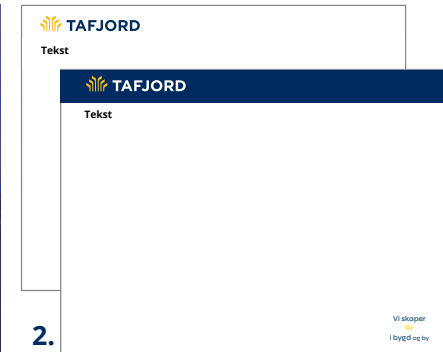 TAFJORD
Tekst
TAFJORD
Tekst
Vi skaper
liv
i bygd og by
2.